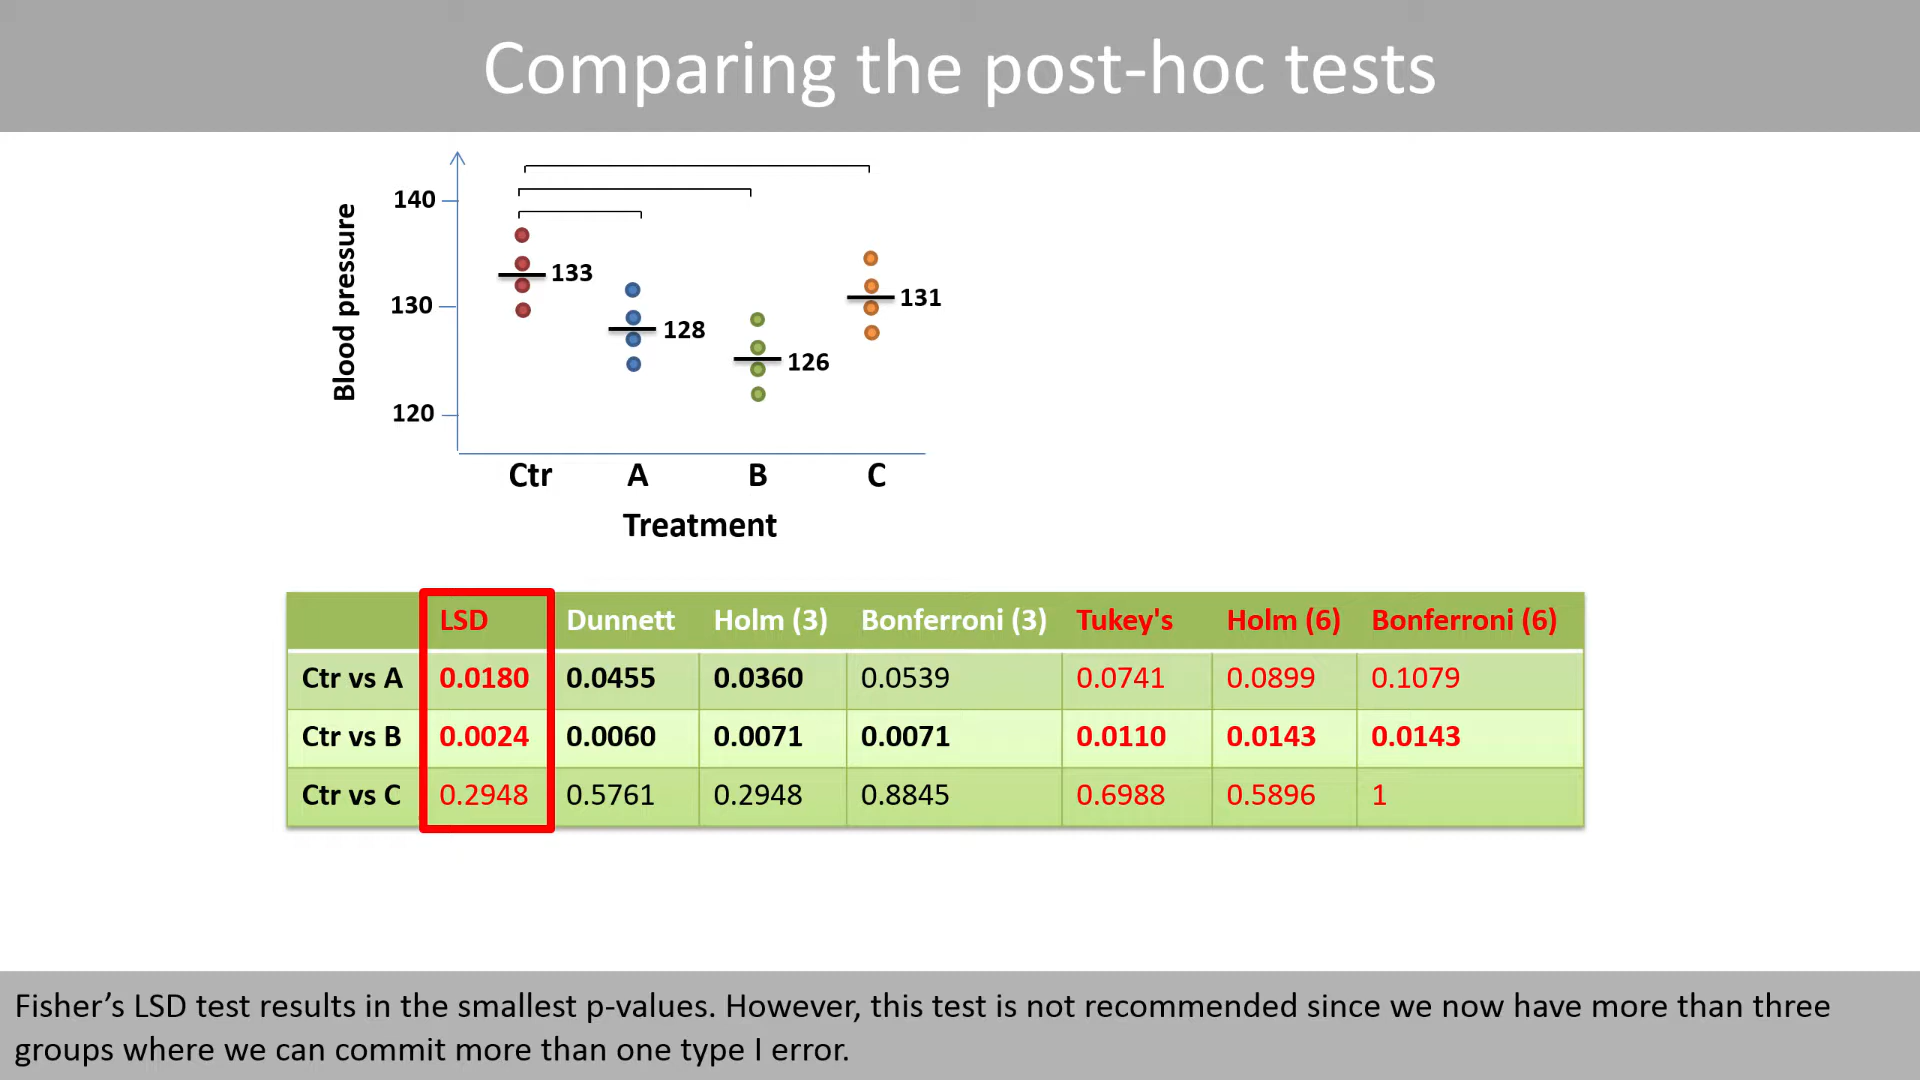 Comparing the post-hoc tests
Blood pressure
140
130
120
133
128
126
131
Ctr A B C
Treatment
LSD Dunnett Holm (3) Bonferroni (3) Tukey's Holm (6) Bonferroni (6)
Ctr vs A 0.0180 0.0455 0.0360 0.0539 0.0741 0.0899 0.1079
Ctr vs B 0.0024 0.0060 0.0071 0.0071 0.0110 0.0143 0.0143
Ctr vs C 0.2948 0.5761 0.2948 0.8845 0.6988 0.5896 1
Fisher’s LSD test results in the smallest p-values. However, this test is not recommended since we now have more than three
groups where we can commit more than one type I error.